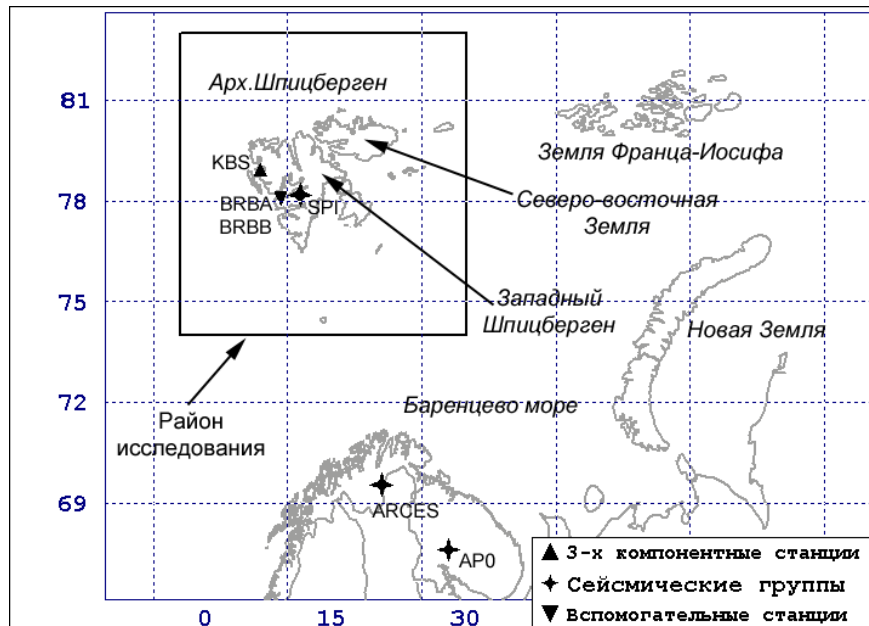 Арх.Шпицберген
81
Земля Франца-Иосифа
KBS
78
BRBA
SPI
BRBB
Северо-восточная
Земля
75
Западный
Шпицберген
Новая Земля
72
Баренцево море
Район
исследования
69
ARCES
AP0
3-х компонентные станции
Сейсмические группы
Вспомогательные станции
0
15
30